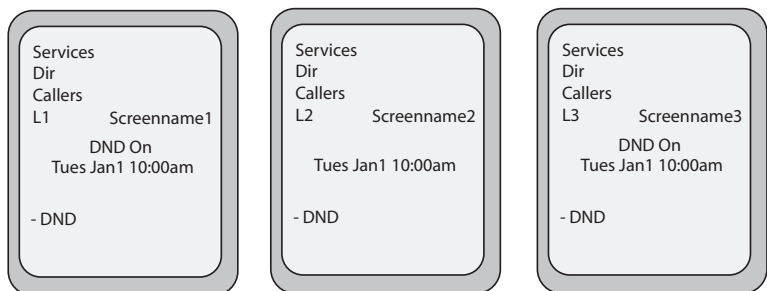 Services
Dir
Callers
L1 Screenname1
DND On
Tues Jan1 10:00am
- DND
Services
Dir
Callers
L2 Screenname2
Tues Jan1 10:00am
- DND
Services
Dir
Callers
L3 Screenname3
DND On
Tues Jan1 10:00am
- DND